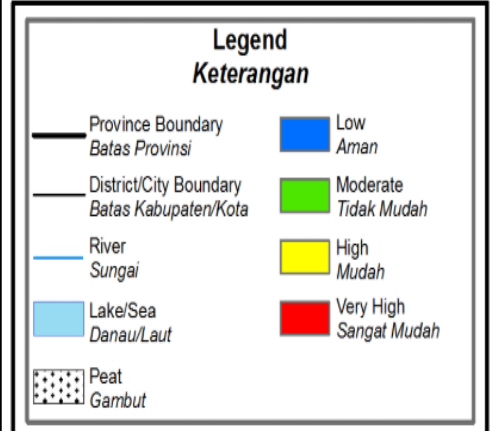 Legend
Keterangan
Province Boundary
Batas Provinsi
District/City Boundary
Batas Kabupaten/Kota
River
Sungai
Lake/Sea
Danau/Laut
Peat
Gambut
Low
Aman
Moderate
Tidak Mudah
High
Mudah
Very High
Sangat Mudah